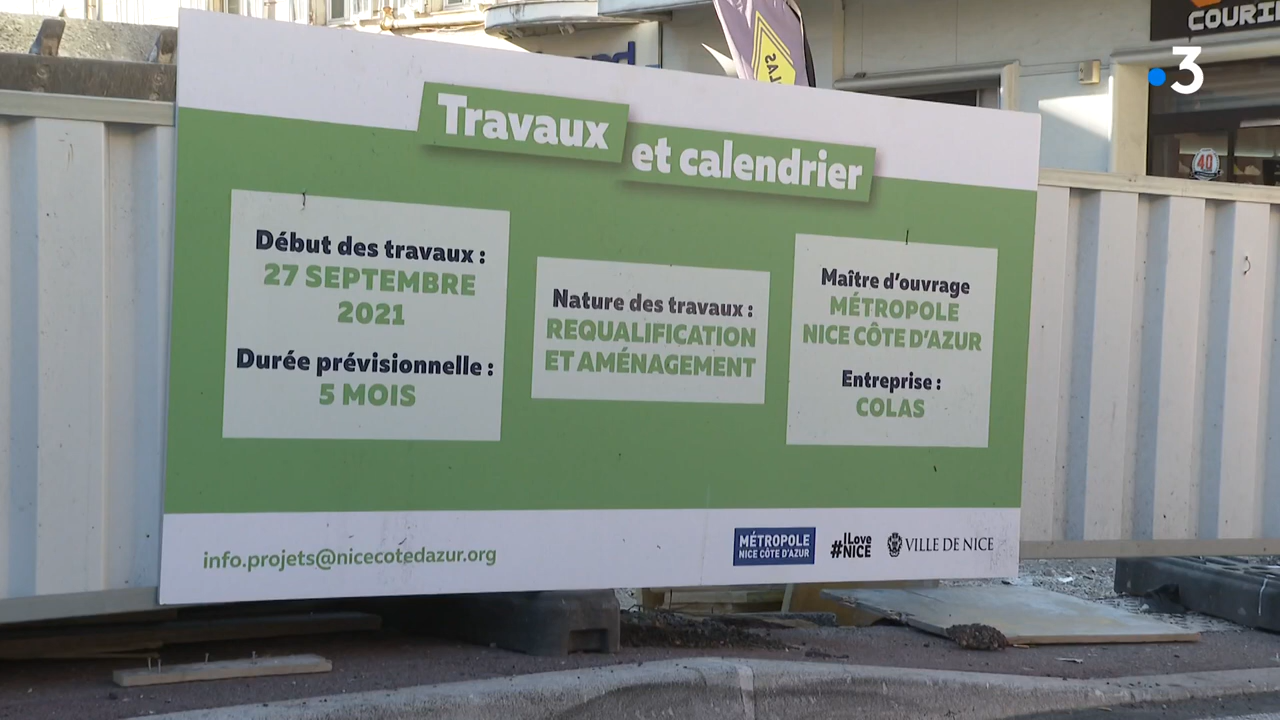 COURI
3
40
LAS
Travaux
et calendrier
Début des travaux :
27 SEPTEMBRE
2021
Durée prévisionnelle :
5 MOIS
Nature des travaux :
REQUALIFICATION
ET AMÉNAGEMENT
Maître d'ouvrage
MÉTROPOLE
NICE CÔTE D'AZUR
Entreprise :
COLAS
info.projets@nicecotedazur.org
MÉTROPOLE
NICE CÔTE D'AZUR
#ILove
NICE
VILLE DE NICE